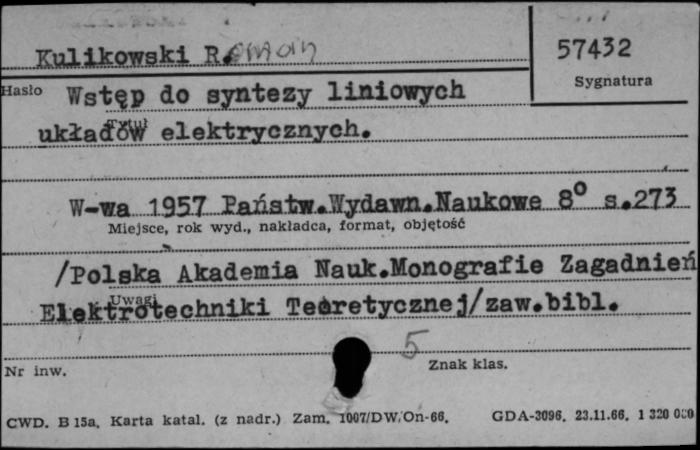 Kulikowski R. oman
57432
Sygnatura
Hasło
Wstęp do syntezy liniowych
Tytuł
układów elektrycznych.
W-wa 1957 Państw.Wydawn.Naukowe 8° s.273
Miejsce, rok wyd., nakładca, format, objętość
/Polska Akademia Nauk.Monografie Zagadnień
Uwagi
Elektrotechniki Teoretycznej/zaw.bibl.
5
Nr inw.
Znak klas.
CWD. B 15a. Karta katal. (z nadr.) Zam. 1007/DW/On-66. GDA-3096. 23.11.66. 1 320 000